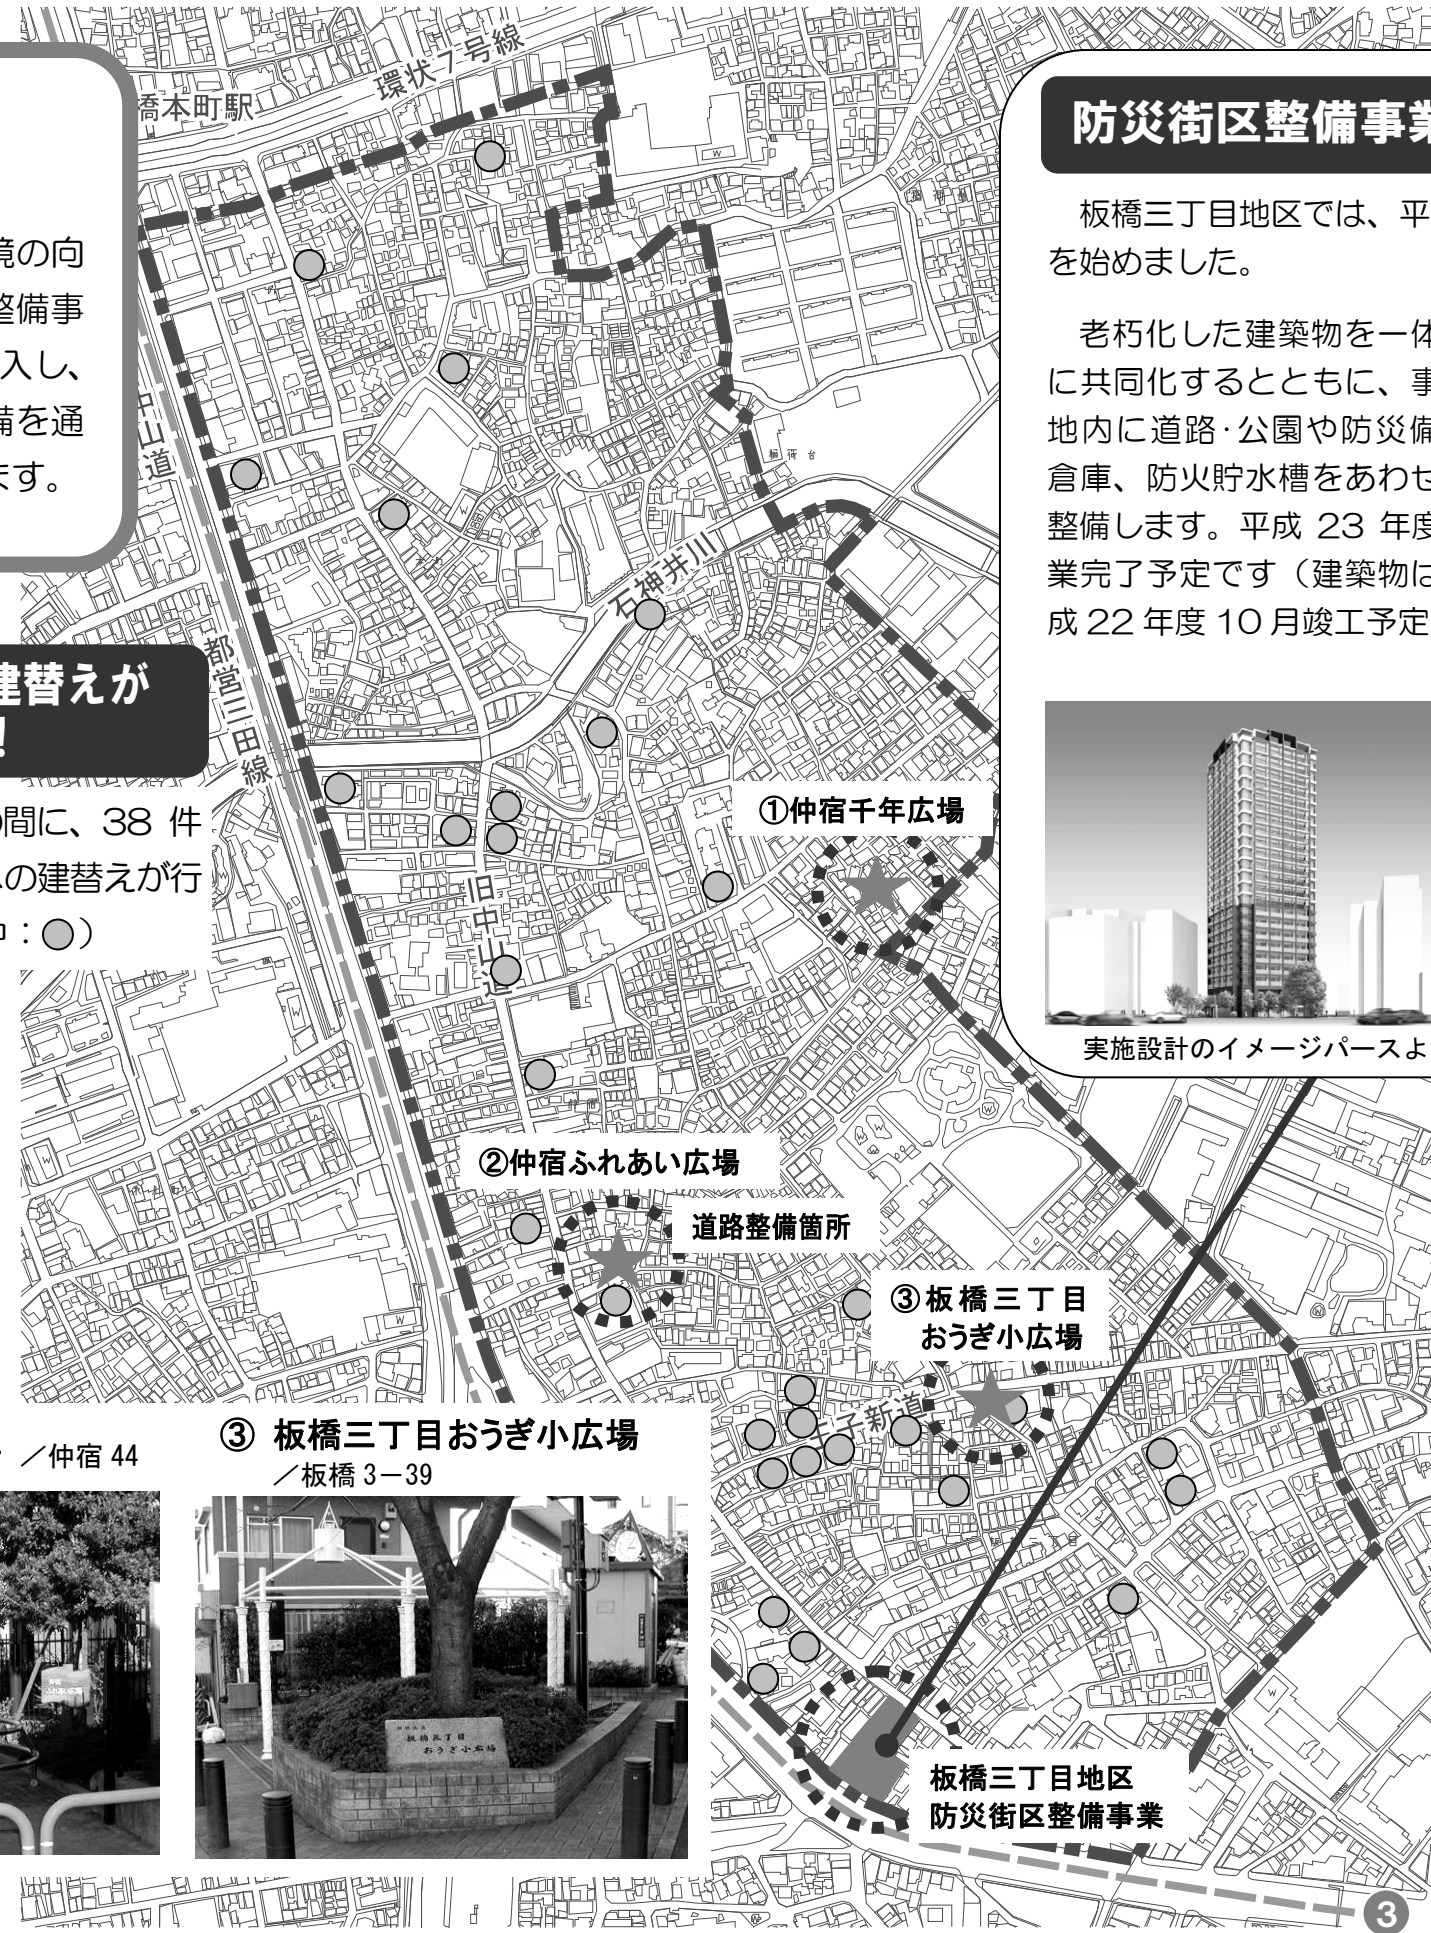 環状7号線
橋本町駅
境の向
整備事
入し、
備を通
ます。
中山道
石神井川
都営三田線
建替えが
！
の間に、38 件
への建替えが行
中：○）
旧中山道
防災街区整備事業
板橋三丁目地区では、平
を始めました。
老朽化した建築物を一体
に共同化するとともに、事
地内に道路・公園や防災備
倉庫、防火貯水槽をあわせ
整備します。平成 23 年度
業完了予定です（建築物は
成 22 年度 10 月竣工予定
実施設計のイメージパースよ
稲荷台
①仲宿千年広場
仲宿
②仲宿ふれあい広場
道路整備箇所
③板橋三丁目
おうぎ小広場
王子新道
／仲宿 44
③ 板橋三丁目おうぎ小広場
／板橋 3－39
板橋三丁目
おうぎ小広場
板橋三丁目地区
防災街区整備事業
3